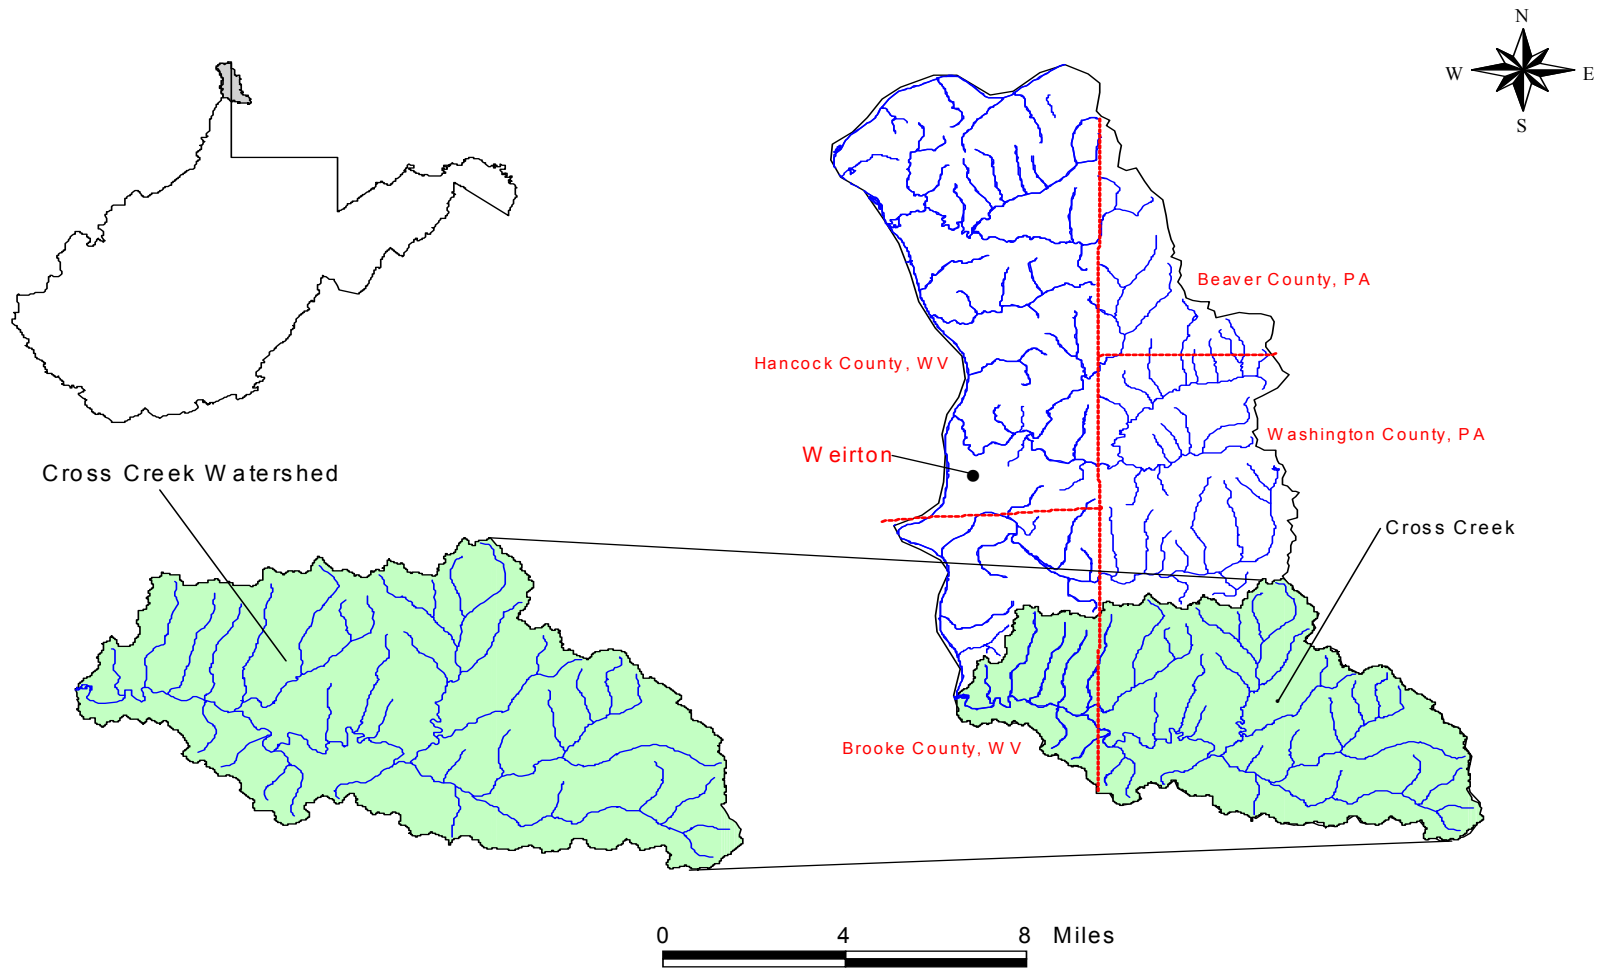 N
W
E
S
Beaver County, PA
Hancock County, WV
Washington County, PA
Weirton
Cross Creek Watershed
Cross Creek
Brooke County, WV
0 4 8 Miles